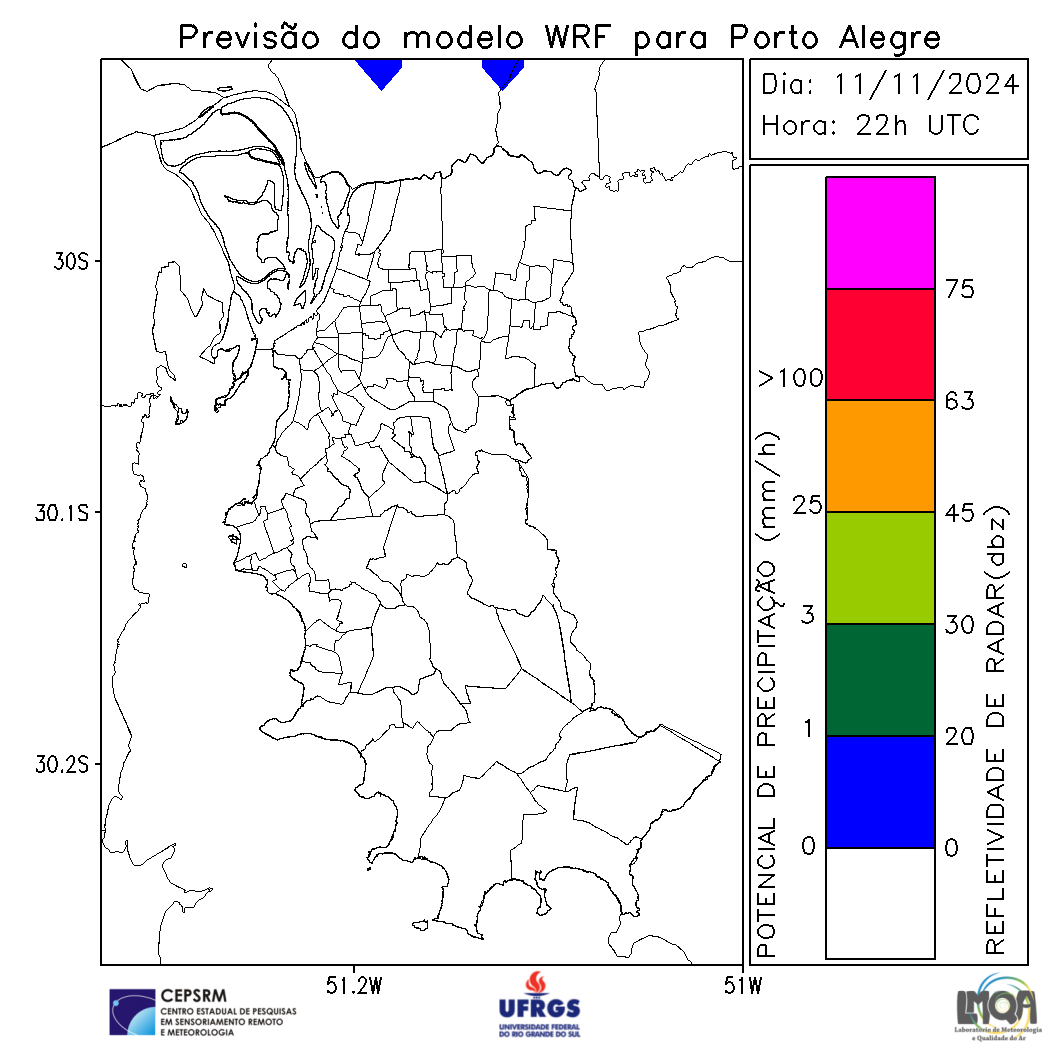 Previsão do modelo WRF para Porto Alegre
Dia: 11/11/2024
Hora: 22h UTC
30S
30.1S
30.2S
51.2W
51W
POTENCIAL DE PRECIPITAÇÃO (mm/h)
>100
25
3
1
0
75
63
45
30
20
0
REFLETIVIDADE DE RADAR(dbz)
CEPSRM
CENTRO ESTADUAL DE PESQUISAS
EM SENSORIAMENTO REMOTO
E METEOROLOGIA
UFRGS
UNIVERSIDADE FEDERAL
DO RIO GRANDE DO SUL
LMQA
Laboratório de Meteorologia
e Qualidade do Ar